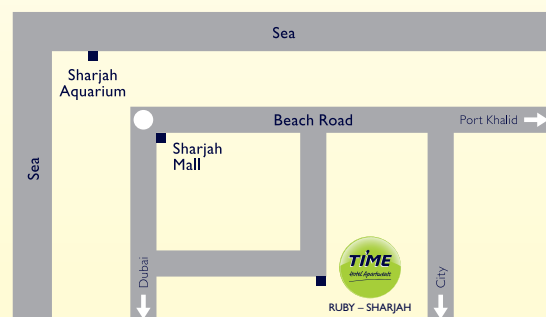 Sea
Sharjah
Aquarium
Beach Road
Port Khalid
Sharjah
Mall
Sea
TIME
Hotel Apartments
Dubai
City
RUBY – SHARJAH